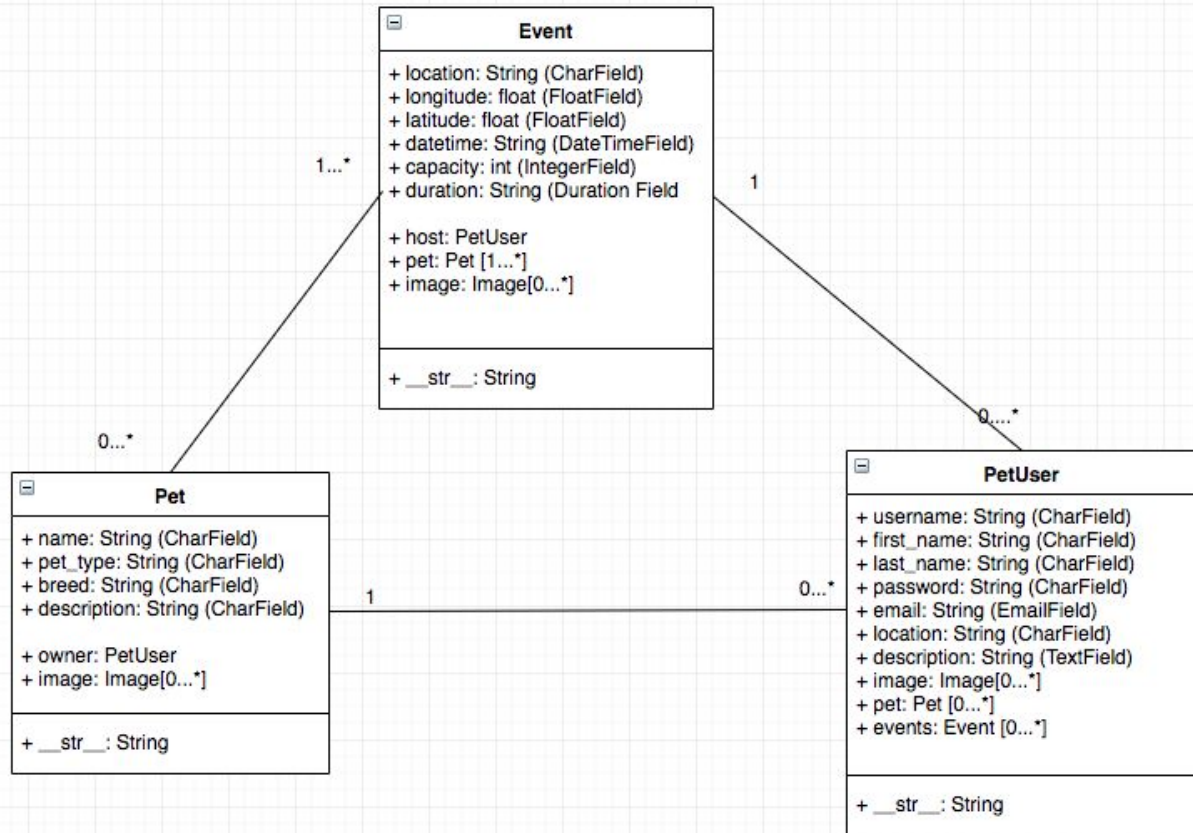 Event
+ location: String (CharField)
+ longitude: float (FloatField)
+ latitude: float (FloatField)
+ datetime: String (DateTimeField)
+ capacity: int (IntegerField)
+ duration: String (Duration Field
+ host: PetUser
+ pet: Pet [1...*]
+ image: Image[0...*]
+ __str__: String
1...*
1
0...*
0....*
Pet
+ name: String (CharField)
+ pet_type: String (CharField)
+ breed: String (CharField)
+ description: String (CharField)
+ owner: PetUser
+ image: Image[0...*]
+ __str__: String
1
0...*
PetUser
+ username: String (CharField)
+ first_name: String (CharField)
+ last_name: String (CharField)
+ password: String (CharField)
+ email: String (EmailField)
+ location: String (CharField)
+ description: String (TextField)
+ image: Image[0...*]
+ pet: Pet [0...*]
+ events: Event [0...*]
+ __str__: String